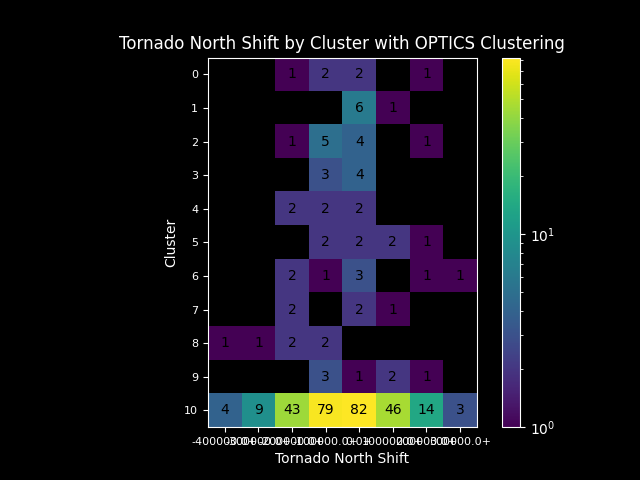 Tornado North Shift by Cluster with OPTICS Clustering
0 1 2 2 1
1 6 1
2 1 5 4 1
3 3 4
4 2 2 2
5 2 2 2 1
6 2 1 3 1 1
7 2 2 1
8 1 1 2 2
9 3 1 2 1
10 4 9 43 79 82 46 14 3
Cluster
Tornado North Shift
10¹
10⁰